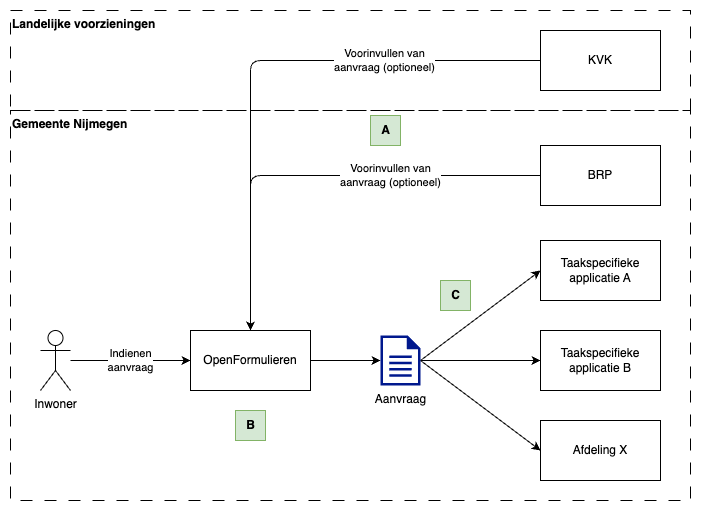 Landelijke voorzieningen
Voorinvullen van
aanvraag (optioneel)
KVK
Gemeente Nijmegen
A
Voorinvullen van
aanvraag (optioneel)
BRP
Taakspecifieke
applicatie A
C
Indienen
aanvraag
OpenFormulieren
Taakspecifieke
applicatie B
Inwoner
Aanvraag
B
Afdeling X